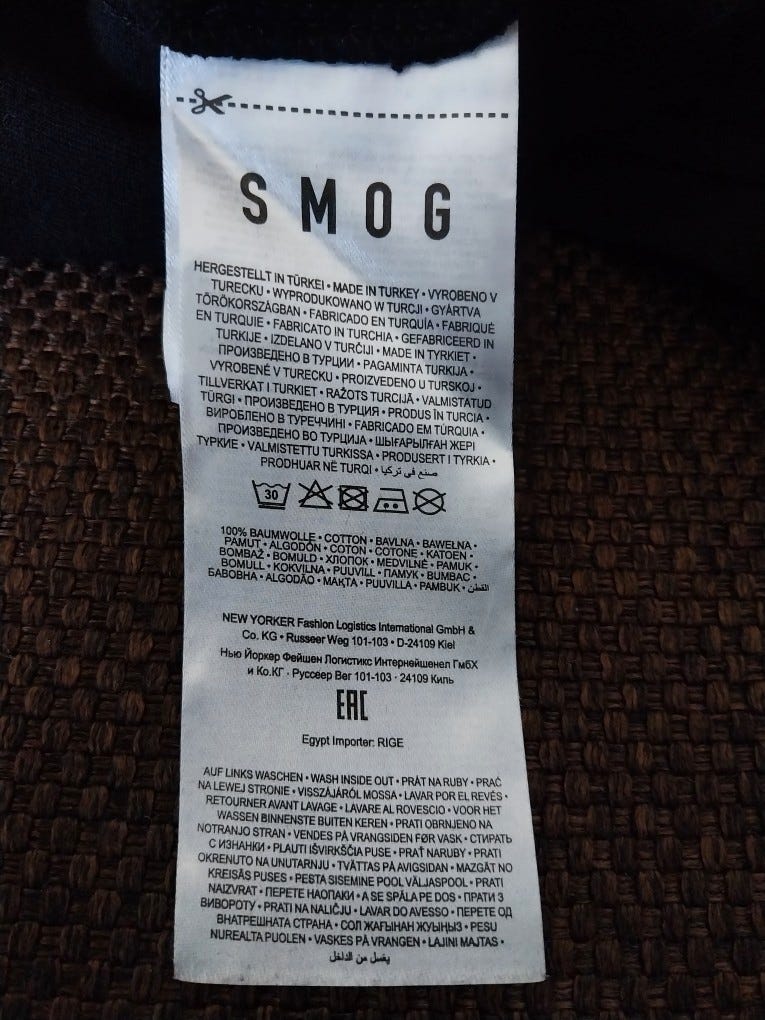 SMOG
HERGESTELLT IN TÜRKEI • MADE IN TURKEY • VYROBENO V
TURECKU • WYPRODUKOWANO W TURCJI • GYÁRTVA
TÖRÖKORSZÁGBAN • FABRICADO EN TURQUÍA • FABRIQUÉ
EN TURQUIE • FABRICATO IN TURCHIA • GEFABRICEERD IN
TURKIJE • IZDELANO V TURČIJI • MADE IN TYRKIET •
ПРОИЗВЕДЕНО В ТУРЦИИ • PAGAMINTA TURKIJA •
VYROBENÉ V TURECKU • PROIZVEDENO U TURSKOJ •
TILLVERKAT I TURKIET • RAŽOTS TURCIJĀ • VALMISTATUD
TÜRGI • ПРОИЗВЕДЕНО В ТУРЦИЯ • PRODUS ÎN TURCIA •
ВИРОБЛЕНО В ТУРЕЧЧИНІ • FABRICADO EM TURQUIA •
ПРОИЗВЕДЕНО ВО ТУРЦИЈА • ШЫҒАРЫЛҒАН ЖЕРІ
ТҮРКИЕ • VALMISTETTU TURKISSA • PRODUSERT I TYRKIA •
PRODHUAR NË TURQI • صنع في تركيا
30
100% BAUMWOLLE • COTTON • BAVLNA • BAWEŁNA •
PAMUT • ALGODÓN • COTON • COTONE • KATOEN •
BOMBAŽ • BOMULD • ХЛОПОК • MEDVILNĖ • PAMUK •
BOMULL • KOKVILNA • PUUVILL • ПАМУК • BUMBAC •
БАВОВНА • ALGODÃO • МАҚТА • PUUVILLA • PAMBUK • القطن
NEW YORKER Fashion Logistics International GmbH &
Co. KG • Russeer Weg 101-103 • D-24109 Kiel
Нью Йоркер Фейшен Логистикс Интернейшенел ГмбХ
и Ко.КГ · Руссеер Вег 101-103 · 24109 Киль
EAC
Egypt Importer: RIGE
AUF LINKS WASCHEN • WASH INSIDE OUT • PRÁT NA RUBY • PRAĆ
NA LEWEJ STRONIE • VISSZÁJÁRÓL MOSSA • LAVAR POR EL REVÉS •
RETOURNER AVANT LAVAGE • LAVARE AL ROVESCIO • VOOR HET
WASSEN BINNENSTE BUITEN KEREN • PRATI OBRNJENO NA
NOTRANJO STRAN • VENDES PÅ VRANGSIDEN FØR VASK • СТИРАТЬ
С ИЗНАНКИ • PLAUTI IŠVIRKŠČIA PUSE • PRAŤ NARUBY • PRATI
OKRENUTO NA UNUTARNJU • TVÄTTAS PÅ AVIGSIDAN • MAZGĀT NO
KREISĀS PUSES • PESTA SISEMINE POOL VÄLJASPOOL • PRATI
NAIZVRAT • ПЕРЕТЕ НАОПАКИ • A SE SPĂLA PE DOS • ПРАТИ З
ВИВОРОТУ • PRATI NA NALIČJU • LAVAR DO AVESSO • ПЕРЕТЕ ОД
ВНАТРЕШНАТА СТРАНА • СОЛ ЖАҒЫНАН ЖУЫҢЫЗ • PESU
NUREALTA PUOLEN • VASKES PÅ VRANGEN • LAJINI MAJTAS •
يغسل من الداخل